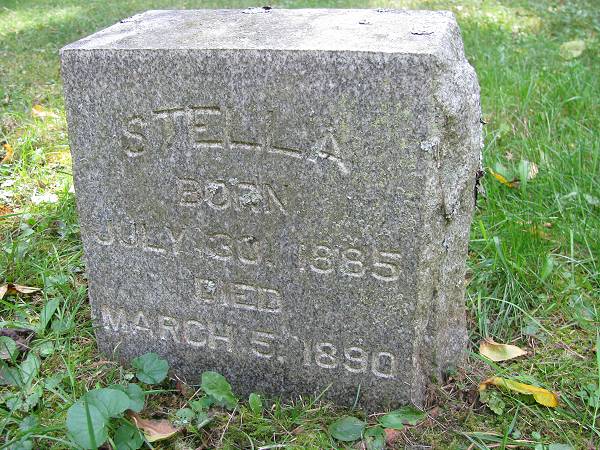 STELLA
BORN
JULY 30, 1885
DIED
MARCH 5, 1890